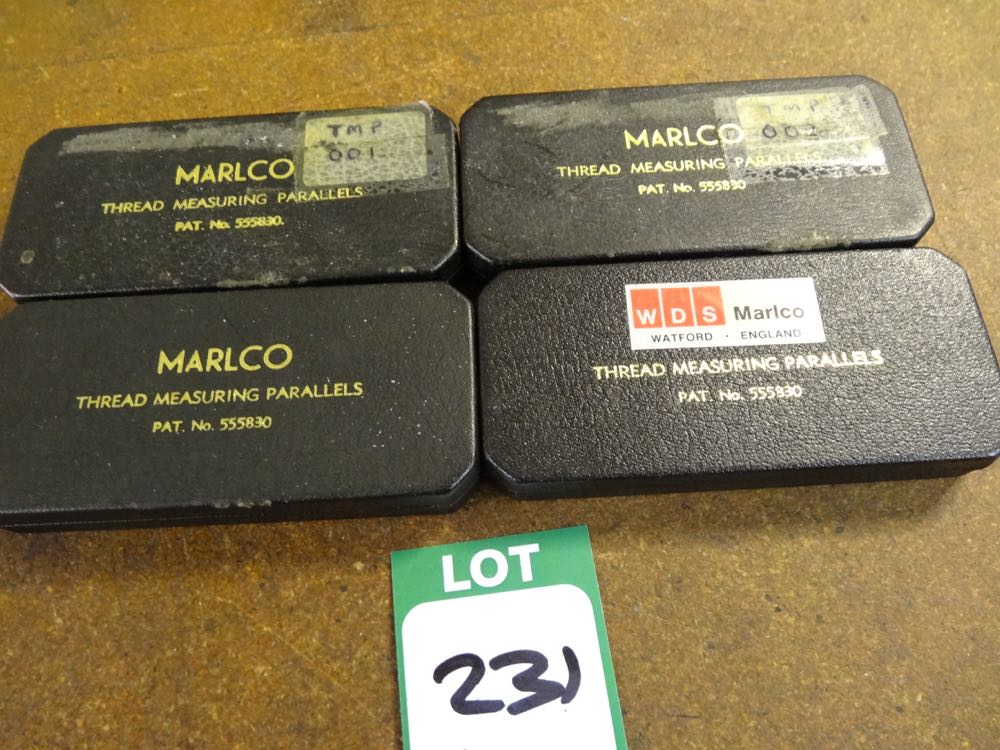 TMP
001
MARLCO
THREAD MEASURING PARALLELS
PAT. No. 555830.
TMP
002
MARLCO
THREAD MEASURING PARALLELS
PAT. No. 555830
MARLCO
THREAD MEASURING PARALLELS
PAT. No. 555830
WDS Marlco
WATFORD · ENGLAND
THREAD MEASURING PARALLELS
PAT. No. 555830
LOT
231